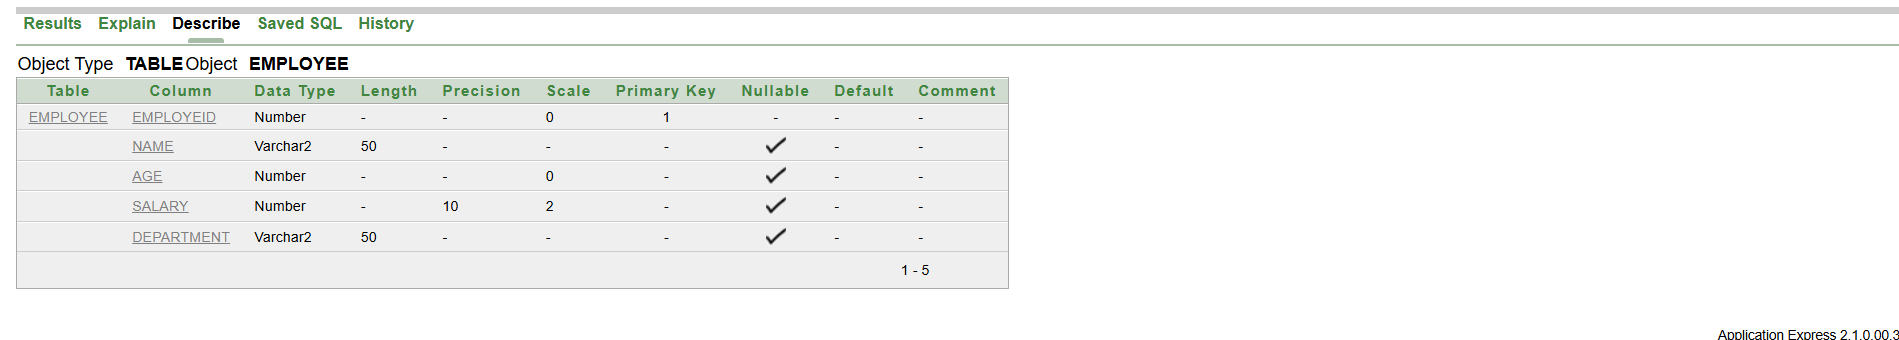 Results Explain Describe Saved SQL History
Object Type TABLE Object EMPLOYEE
Table Column Data Type Length Precision Scale Primary Key Nullable Default Comment
EMPLOYEE EMPLOYEID Number - - 0 1 - - -
NAME Varchar2 50 - - - ✓ - -
AGE Number - - 0 - ✓ - -
SALARY Number - 10 2 - ✓ - -
DEPARTMENT Varchar2 50 - - - ✓ - -
1 - 5
Application Express 2.1.0.00.3